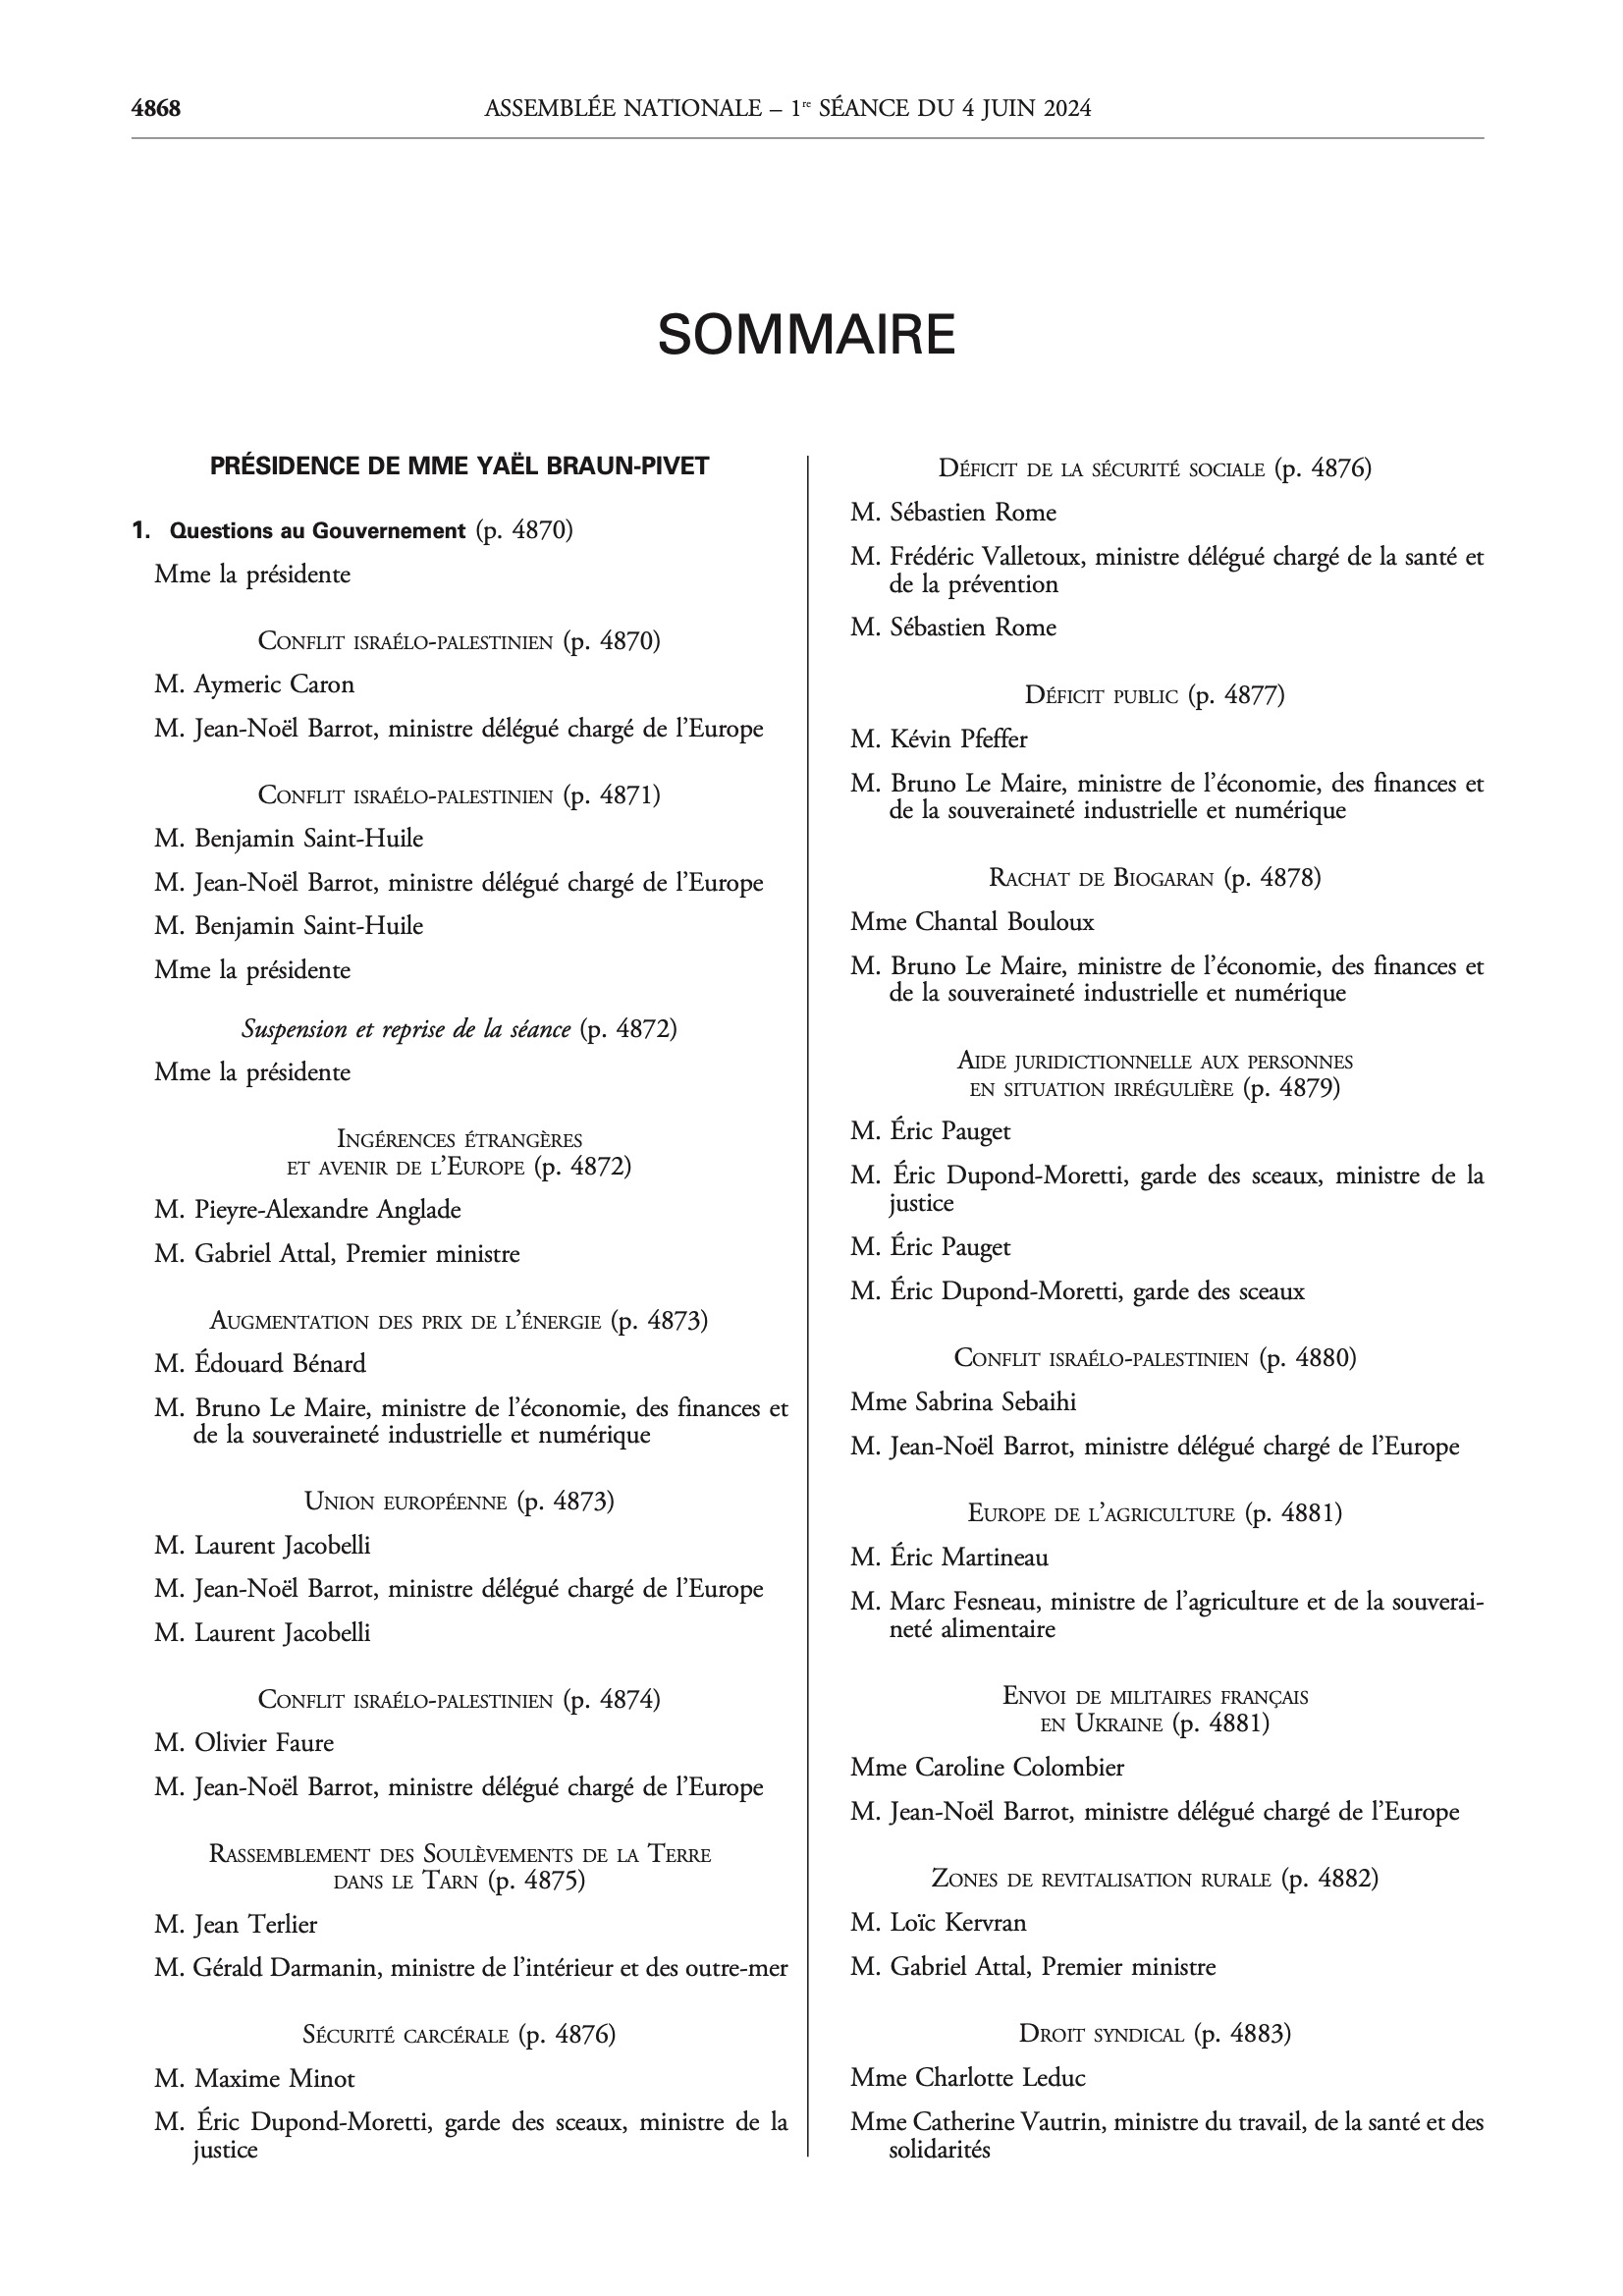 4868
ASSEMBLÉE NATIONALE – 1re SÉANCE DU 4 JUIN 2024
SOMMAIRE
PRÉSIDENCE DE MME YAËL BRAUN-PIVET
1. Questions au Gouvernement (p. 4870)
Mme la présidente
Conflit israélo-palestinien (p. 4870)
M. Aymeric Caron
M. Jean-Noël Barrot, ministre délégué chargé de l’Europe
Conflit israélo-palestinien (p. 4871)
M. Benjamin Saint-Huile
M. Jean-Noël Barrot, ministre délégué chargé de l’Europe
M. Benjamin Saint-Huile
Mme la présidente
Suspension et reprise de la séance (p. 4872)
Mme la présidente
Ingérences étrangères
et avenir de l’Europe (p. 4872)
M. Pieyre-Alexandre Anglade
M. Gabriel Attal, Premier ministre
Augmentation des prix de l’énergie (p. 4873)
M. Édouard Bénard
M. Bruno Le Maire, ministre de l’économie, des finances et
de la souveraineté industrielle et numérique
Union européenne (p. 4873)
M. Laurent Jacobelli
M. Jean-Noël Barrot, ministre délégué chargé de l’Europe
M. Laurent Jacobelli
Conflit israélo-palestinien (p. 4874)
M. Olivier Faure
M. Jean-Noël Barrot, ministre délégué chargé de l’Europe
Rassemblement des Soulèvements de la Terre
dans le Tarn (p. 4875)
M. Jean Terlier
M. Gérald Darmanin, ministre de l’intérieur et des outre-mer
Sécurité carcérale (p. 4876)
M. Maxime Minot
M. Éric Dupond-Moretti, garde des sceaux, ministre de la
justice
Déficit de la sécurité sociale (p. 4876)
M. Sébastien Rome
M. Frédéric Valletoux, ministre délégué chargé de la santé et
de la prévention
M. Sébastien Rome
Déficit public (p. 4877)
M. Kévin Pfeffer
M. Bruno Le Maire, ministre de l’économie, des finances et
de la souveraineté industrielle et numérique
Rachat de Biogaran (p. 4878)
Mme Chantal Bouloux
M. Bruno Le Maire, ministre de l’économie, des finances et
de la souveraineté industrielle et numérique
Aide juridictionnelle aux personnes
en situation irrégulière (p. 4879)
M. Éric Pauget
M. Éric Dupond-Moretti, garde des sceaux, ministre de la
justice
M. Éric Pauget
M. Éric Dupond-Moretti, garde des sceaux
Conflit israélo-palestinien (p. 4880)
Mme Sabrina Sebaihi
M. Jean-Noël Barrot, ministre délégué chargé de l’Europe
Europe de l’agriculture (p. 4881)
M. Éric Martineau
M. Marc Fesneau, ministre de l’agriculture et de la souverai-
neté alimentaire
Envoi de militaires français
en Ukraine (p. 4881)
Mme Caroline Colombier
M. Jean-Noël Barrot, ministre délégué chargé de l’Europe
Zones de revitalisation rurale (p. 4882)
M. Loïc Kervran
M. Gabriel Attal, Premier ministre
Droit syndical (p. 4883)
Mme Charlotte Leduc
Mme Catherine Vautrin, ministre du travail, de la santé et des
solidarités